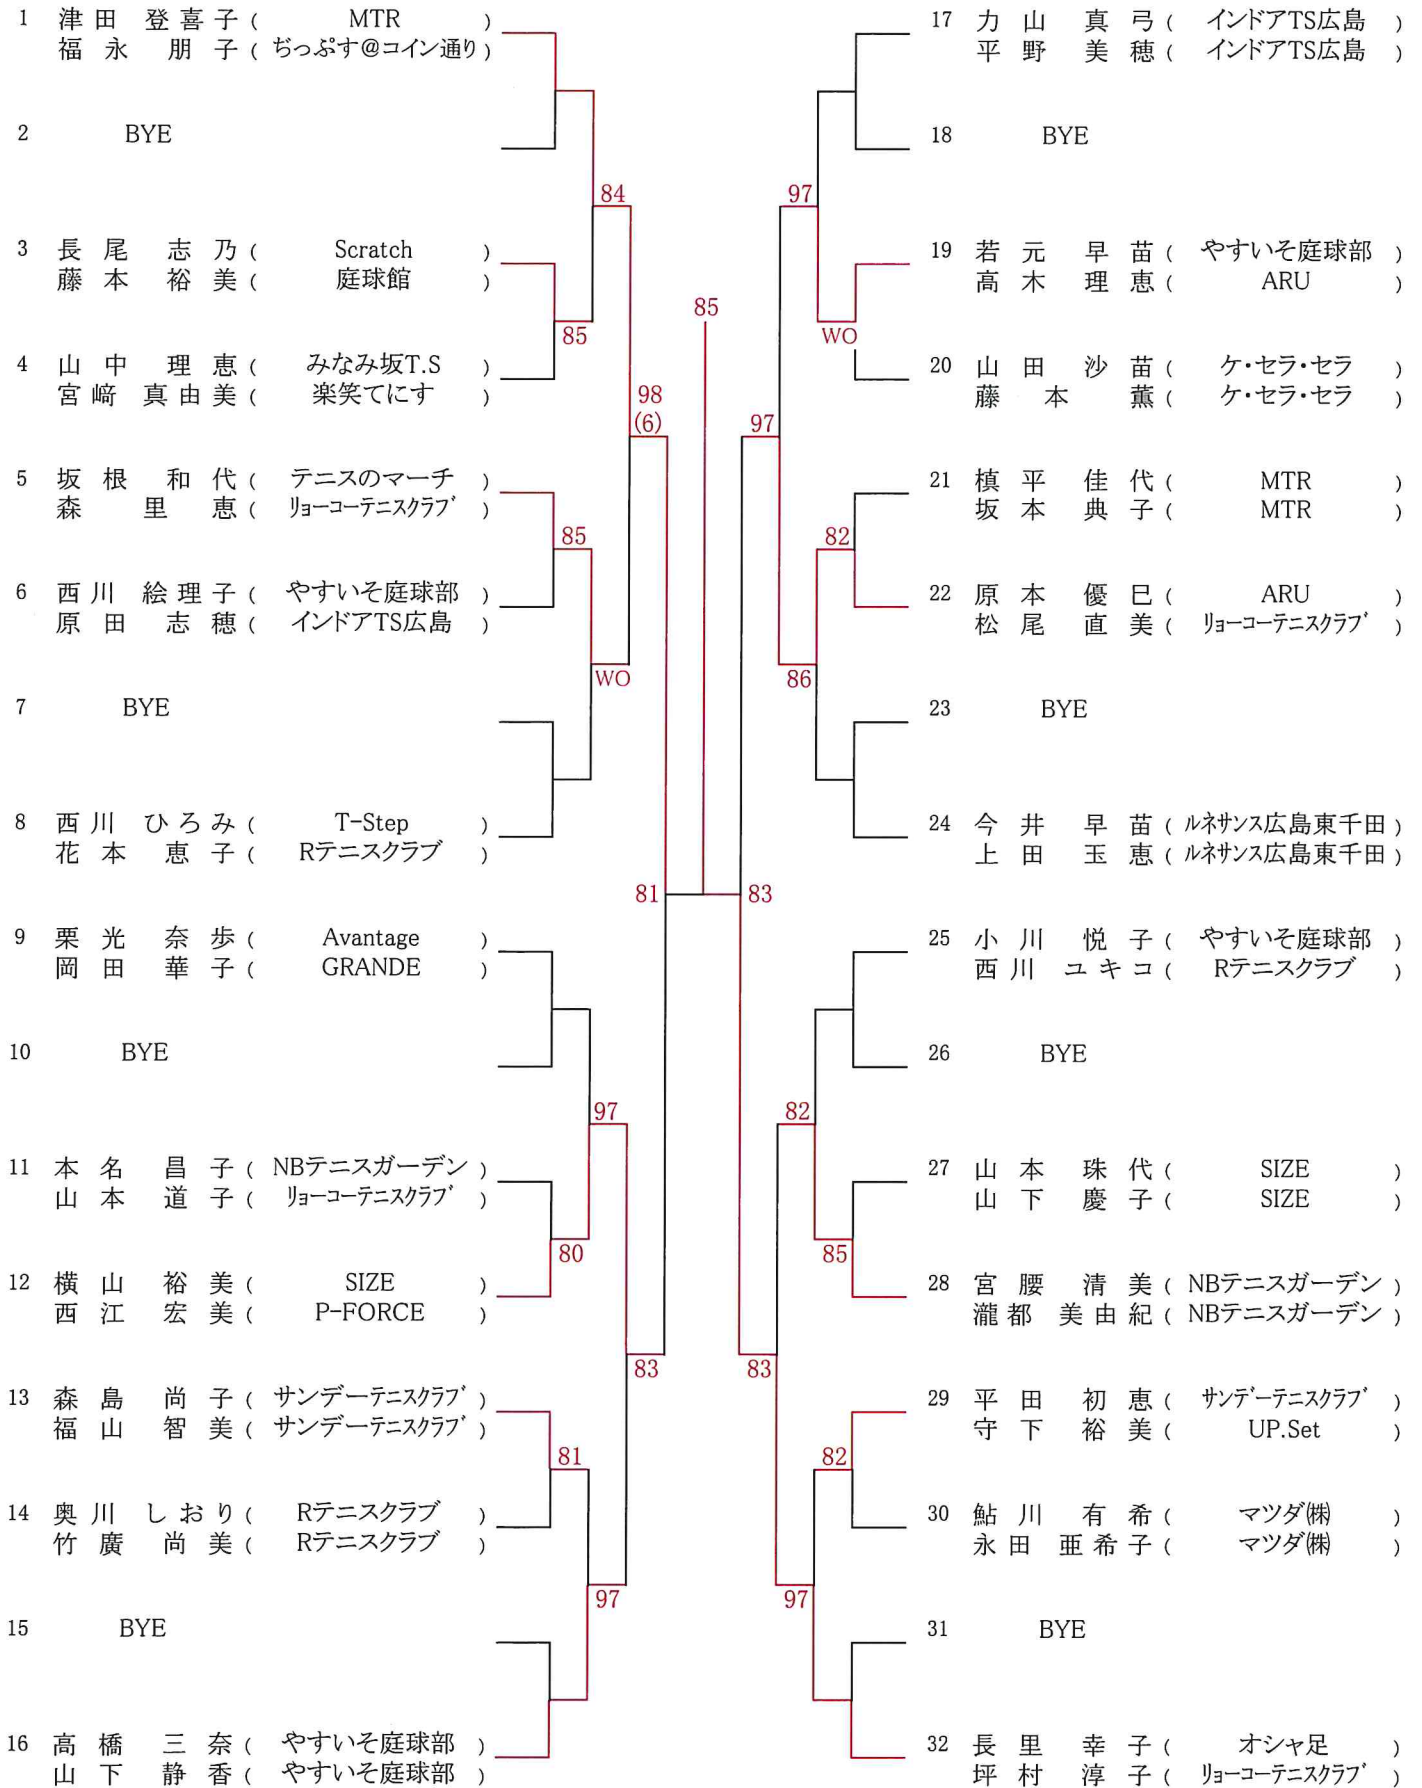 1 津田 登喜子 ( MTR )
福永 朋子 ( ぢっぷす@コイン通り )
2 BYE
84
3 長尾 志乃 ( Scratch )
藤本 裕美 ( 庭球館 )
85
4 山中 理恵 ( みなみ坂T.S )
宮﨑 真由美 ( 楽笑てにす )
98
(6)
5 坂根 和代 ( テニスのマーチ )
森 里恵 ( リョーコーテニスクラブ )
85
6 西川 絵理子 ( やすいそ庭球部 )
原田 志穂 ( インドアTS広島 )
WO
7 BYE
8 西川 ひろみ ( T-Step )
花本 恵子 ( Rテニスクラブ )
81
9 栗光 奈歩 ( Avantage )
岡田 華子 ( GRANDE )
10 BYE
97
11 本名 昌子 ( NBテニスガーデン )
山本 道子 ( リョーコーテニスクラブ )
80
12 横山 裕美 ( SIZE )
西江 宏美 ( P-FORCE )
83
13 森島 尚子 ( サンデーテニスクラブ )
福山 智美 ( サンデーテニスクラブ )
81
14 奥川 しおり ( Rテニスクラブ )
竹廣 尚美 ( Rテニスクラブ )
97
15 BYE
16 高橋 三奈 ( やすいそ庭球部 )
山下 静香 ( やすいそ庭球部 )
85
17 力山 真弓 ( インドアTS広島 )
平野 美穂 ( インドアTS広島 )
18 BYE
97
19 若元 早苗 ( やすいそ庭球部 )
高木 理恵 ( ARU )
WO
20 山田 沙苗 ( ケ・セラ・セラ )
藤本 薫 ( ケ・セラ・セラ )
97
21 槙平 佳代 ( MTR )
坂本 典子 ( MTR )
82
22 原本 優巳 ( ARU )
松尾 直美 ( リョーコーテニスクラブ )
86
23 BYE
24 今井 早苗 ( ルネサンス広島東千田 )
上田 玉恵 ( ルネサンス広島東千田 )
83
25 小川 悦子 ( やすいそ庭球部 )
西川 ユキコ ( Rテニスクラブ )
26 BYE
82
27 山本 珠代 ( SIZE )
山下 慶子 ( SIZE )
85
28 宮腰 清美 ( NBテニスガーデン )
瀧都 美由紀 ( NBテニスガーデン )
83
29 平田 初恵 ( サンデーテニスクラブ )
守下 裕美 ( UP.Set )
82
30 鮎川 有希 ( マツダ㈱ )
永田 亜希子 ( マツダ㈱ )
97
31 BYE
32 長里 幸子 ( オシャ足 )
坪村 淳子 ( リョーコーテニスクラブ )